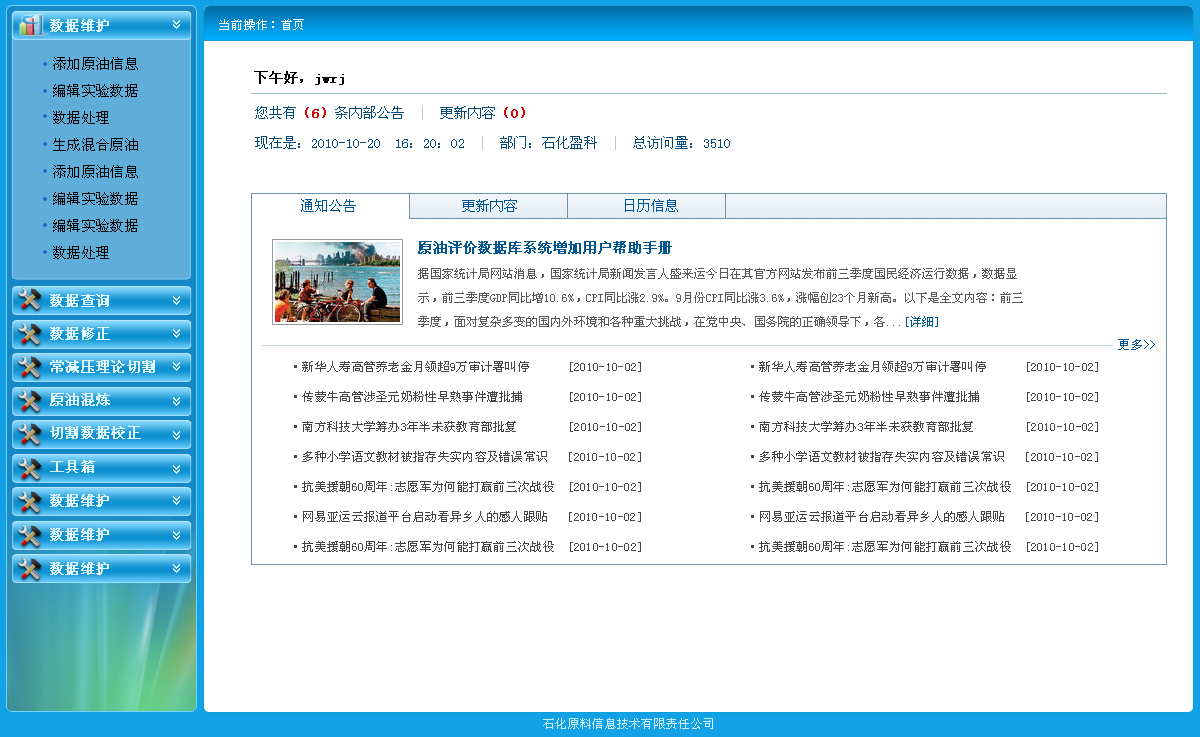 数据维护
添加原油信息
编辑实验数据
数据处理
生成混合原油
添加原油信息
编辑实验数据
编辑实验数据
数据处理
数据查询
数据修正
常减压理论切割
原油混炼
切割数据校正
工具箱
数据维护
数据维护
数据维护
当前操作：首页
下午好，jwrj
您共有（6）条内部公告 | 更新内容（0）
现在是：2010-10-20 16：20：02 | 部门：石化盈科 | 总访问量：3510
通知公告 更新内容 日历信息
原油评价数据库系统增加用户帮助手册
据国家统计局网站消息，国家统计局新闻发言人盛来运今日在其官方网站发布前三季度国民经济运行数据，数据显
示，前三季度GDP同比增10.6%，CPI同比涨2.9%。9月份CPI同比涨3.6%，涨幅创23个月新高。以下是全文内容：前三
季度，面对复杂多变的国内外环境和各种重大挑战，在党中央、国务院的正确领导下，各...[详细]
更多>>
新华人寿高管养老金月领超9万审计署叫停 [2010-10-02] 新华人寿高管养老金月领超9万审计署叫停 [2010-10-02]
传蒙牛高管涉圣元奶粉性早熟事件遭批捕 [2010-10-02] 传蒙牛高管涉圣元奶粉性早熟事件遭批捕 [2010-10-02]
南方科技大学筹办3年半未获教育部批复 [2010-10-02] 南方科技大学筹办3年半未获教育部批复 [2010-10-02]
多种小学语文教材被指存失实内容及错误常识 [2010-10-02] 多种小学语文教材被指存失实内容及错误常识 [2010-10-02]
抗美援朝60周年:志愿军为何能打赢前三次战役 [2010-10-02] 抗美援朝60周年:志愿军为何能打赢前三次战役 [2010-10-02]
网易亚运云报道平台启动看异乡人的感人跟贴 [2010-10-02] 网易亚运云报道平台启动看异乡人的感人跟贴 [2010-10-02]
抗美援朝60周年:志愿军为何能打赢前三次战役 [2010-10-02] 抗美援朝60周年:志愿军为何能打赢前三次战役 [2010-10-02]
石化原料信息技术有限责任公司